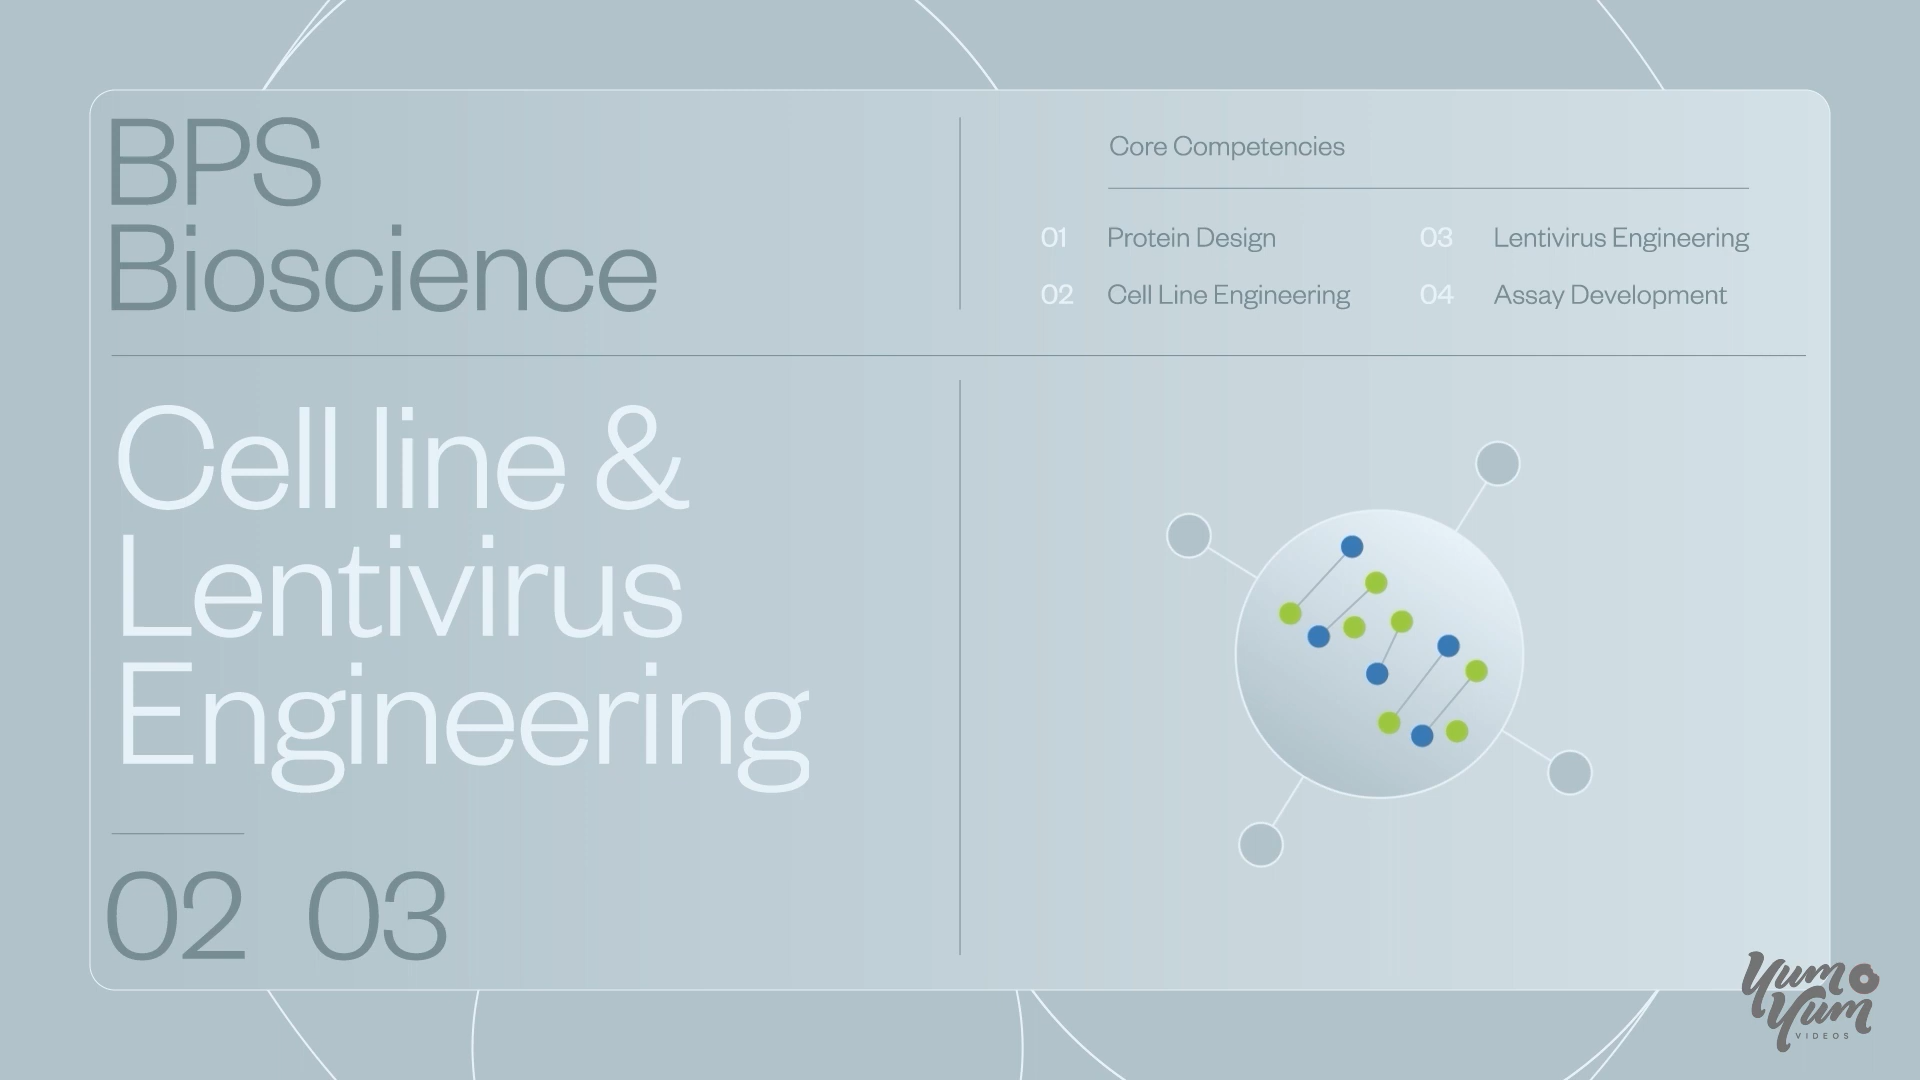 BPS
Bioscience
Core Competencies
01 Protein Design
02 Cell Line Engineering
03 Lentivirus Engineering
04 Assay Development
Cell line &
Lentivirus
Engineering
02 03
Yum
Yum
VIDEOS